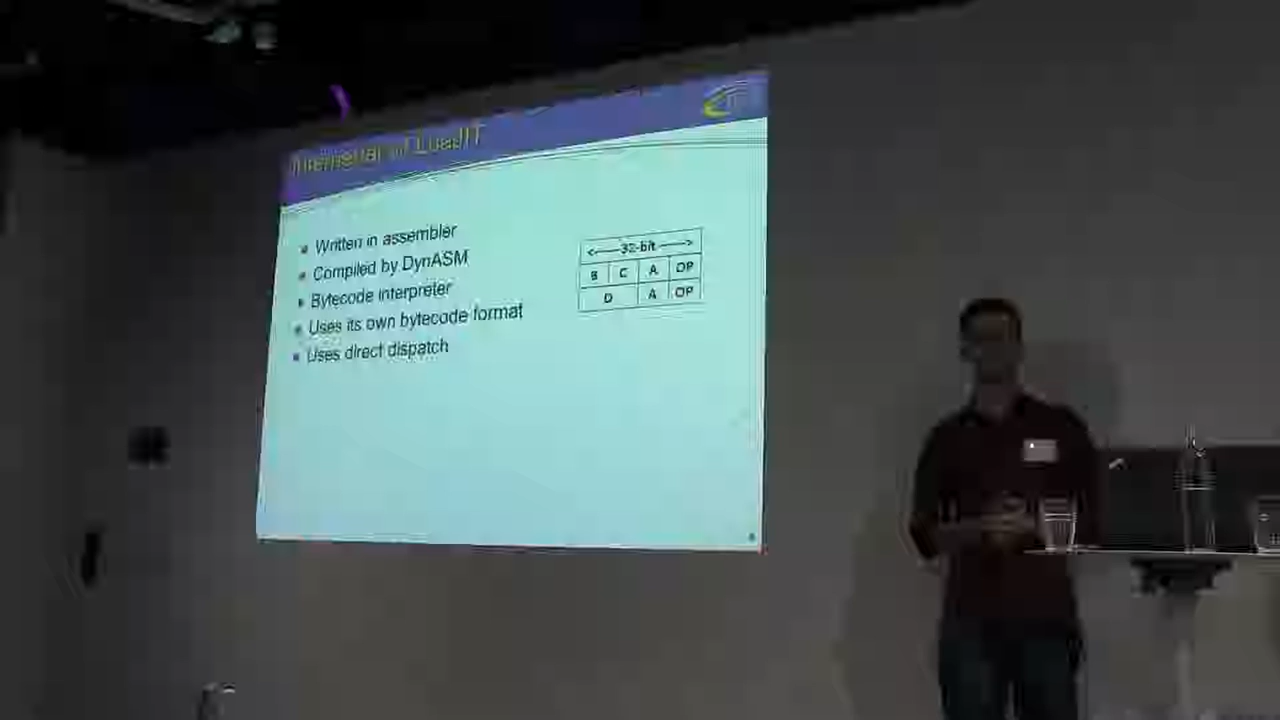 Interpreter of LuaJIT
Written in assembler
Compiled by DynASM
Bytecode interpreter
Uses its own bytecode format
Uses direct dispatch
<——32-bit——>
B C A OP
D A OP